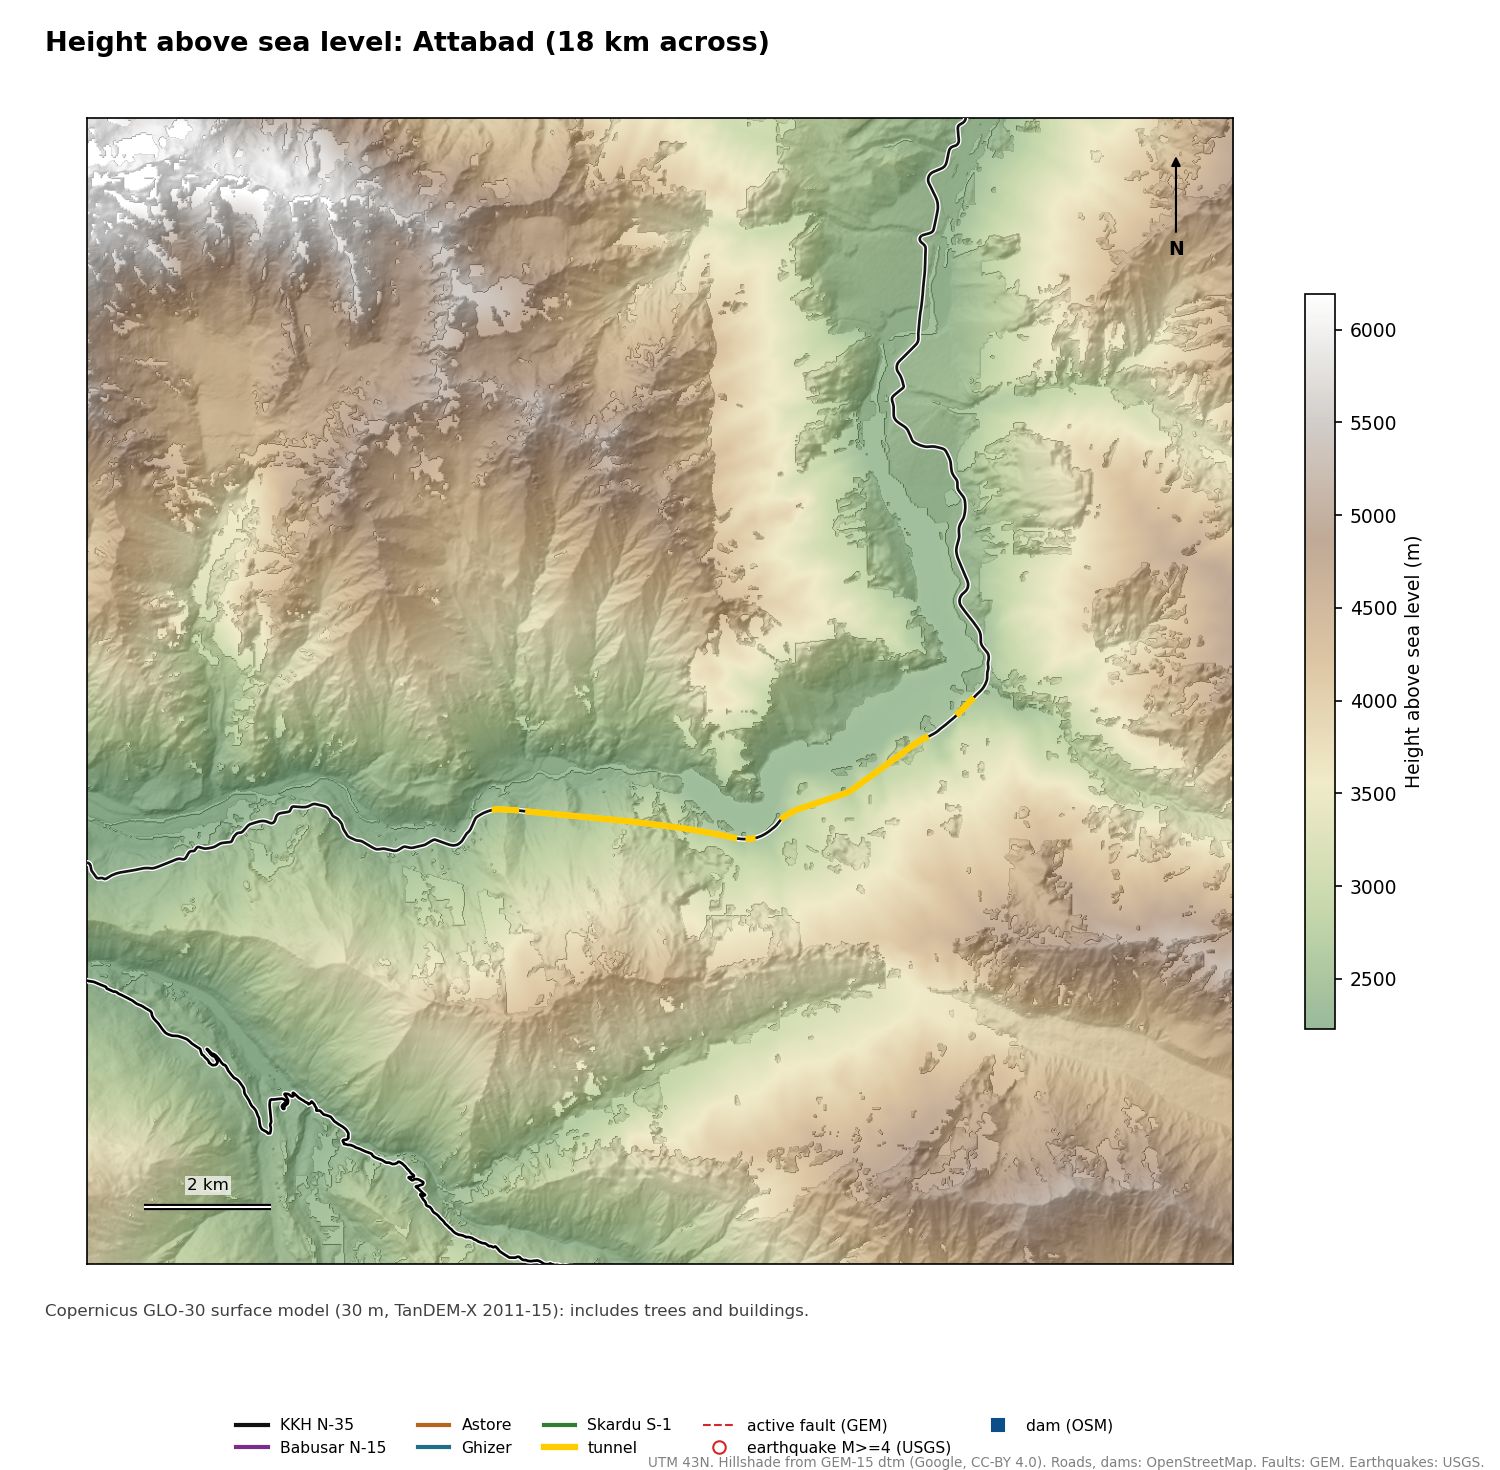 Height above sea level: Attabad (18 km across)
N
6000
5500
5000
4500
4000
3500
3000
2500
Height above sea level (m)
2 km
Copernicus GLO-30 surface model (30 m, TanDEM-X 2011-15): includes trees and buildings.
KKH N-35
Babusar N-15
Astore
Ghizer
Skardu S-1
tunnel
active fault (GEM)
earthquake M>=4 (USGS)
dam (OSM)
UTM 43N. Hillshade from GEM-15 dtm (Google, CC-BY 4.0). Roads, dams: OpenStreetMap. Faults: GEM. Earthquakes: USGS.